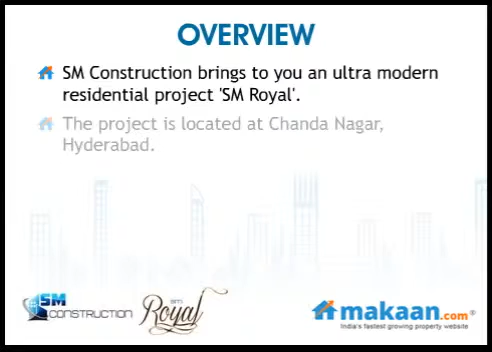 OVERVIEW
SM Construction brings to you an ultra modern
residential project 'SM Royal'.
The project is located at Chanda Nagar,
Hyderabad.
SM
CONSTRUCTION
SM's
Royal
makaan.com®
India's fastest growing property website